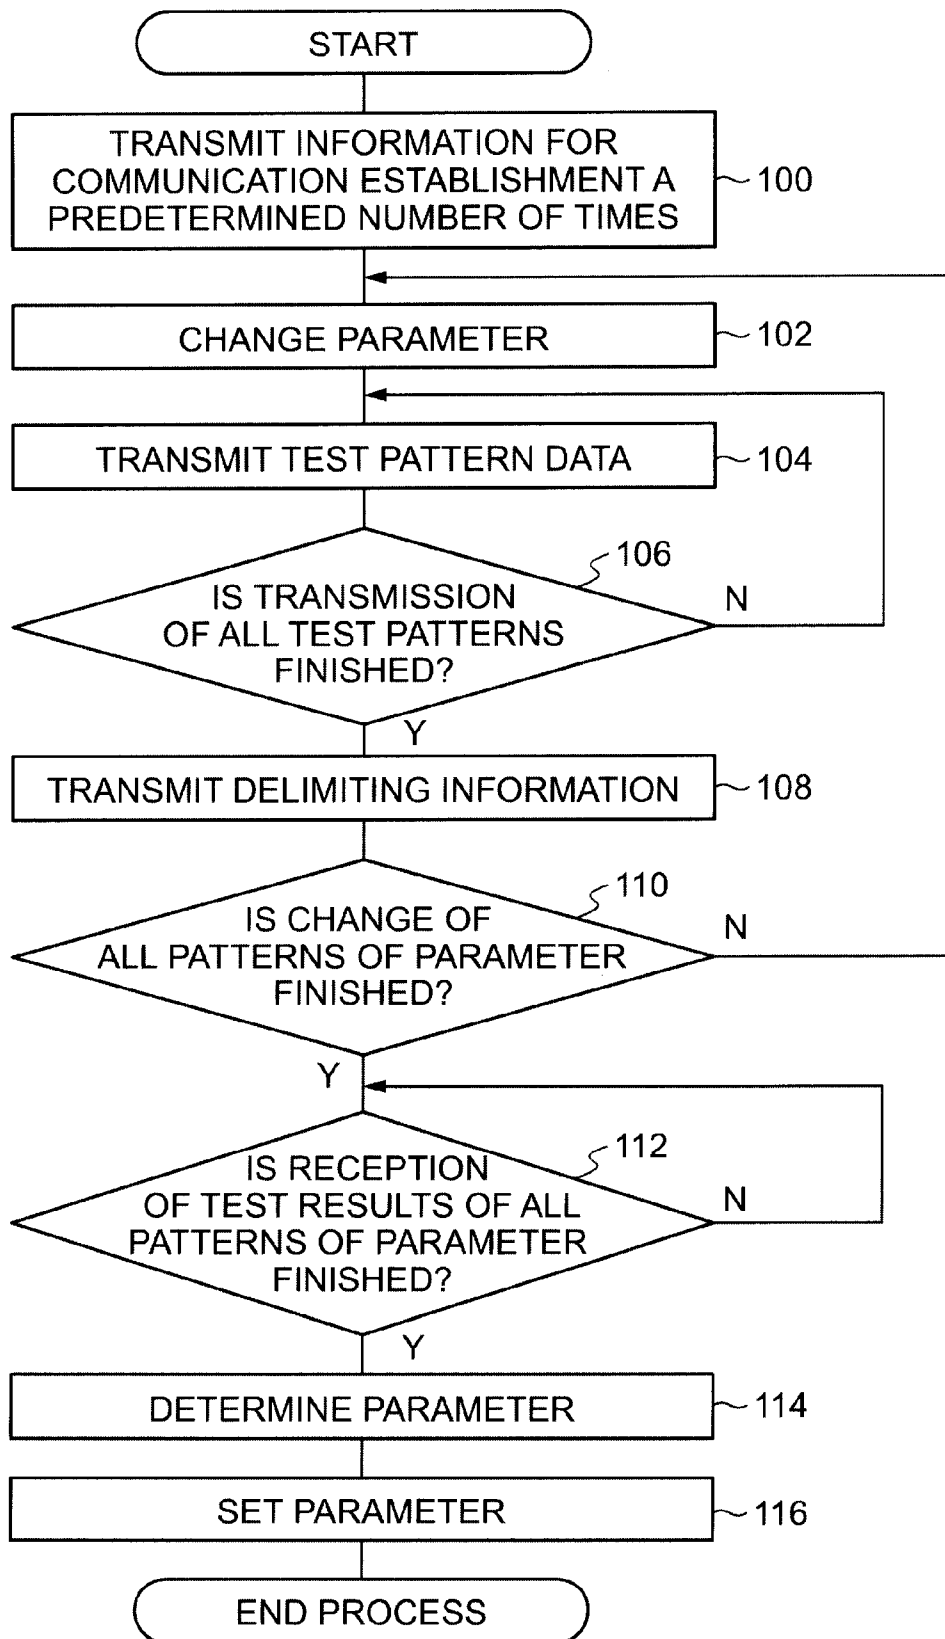 START
TRANSMIT INFORMATION FOR
COMMUNICATION ESTABLISHMENT A
PREDETERMINED NUMBER OF TIMES
100
CHANGE PARAMETER
102
TRANSMIT TEST PATTERN DATA
104
106
IS TRANSMISSION
OF ALL TEST PATTERNS
FINISHED?
N
Y
TRANSMIT DELIMITING INFORMATION
108
110
IS CHANGE OF
ALL PATTERNS OF PARAMETER
FINISHED?
N
Y
112
IS RECEPTION
OF TEST RESULTS OF ALL
PATTERNS OF PARAMETER
FINISHED?
N
Y
DETERMINE PARAMETER
114
SET PARAMETER
116
END PROCESS